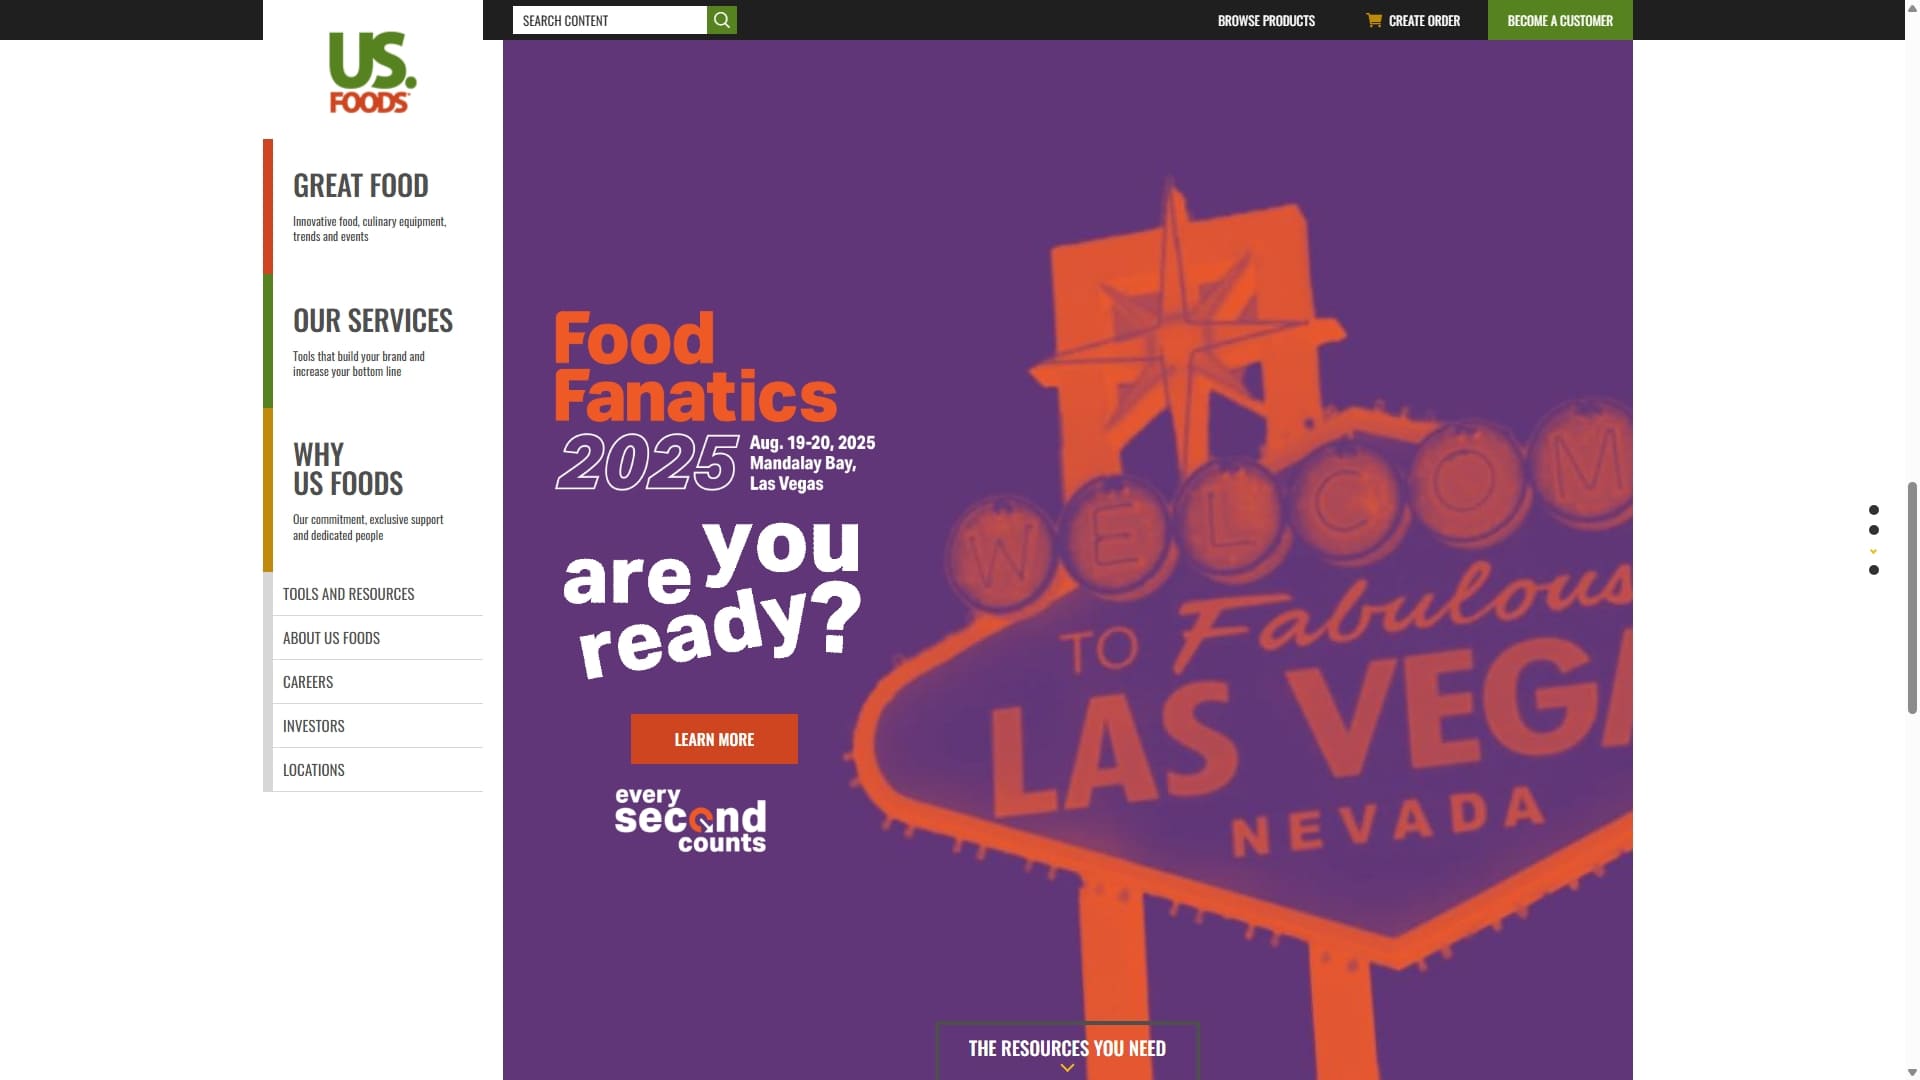 SEARCH CONTENT
BROWSE PRODUCTS
CREATE ORDER
BECOME A CUSTOMER
US.
FOODS
GREAT FOOD
Innovative food, culinary equipment,
trends and events
OUR SERVICES
Tools that build your brand and
increase your bottom line
WHY
US FOODS
Our commitment, exclusive support
and dedicated people
TOOLS AND RESOURCES
ABOUT US FOODS
CAREERS
INVESTORS
LOCATIONS
Food
Fanatics
2025
Aug. 19-20, 2025
Mandalay Bay,
Las Vegas
are you
ready?
LEARN MORE
every
second
counts
WELCOM
TO Fabulous
LAS VEGA
NEVADA
THE RESOURCES YOU NEED